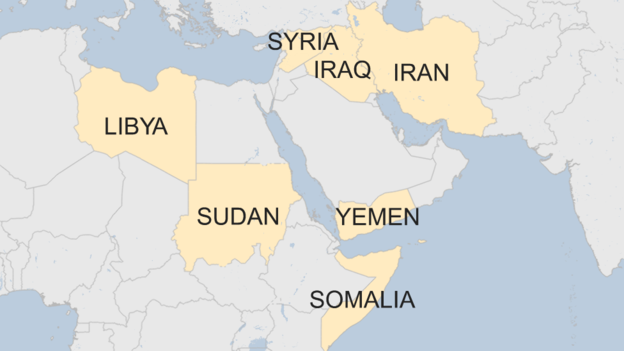 SYRIA
IRAQ
IRAN
LIBYA
SUDAN
YEMEN
SOMALIA